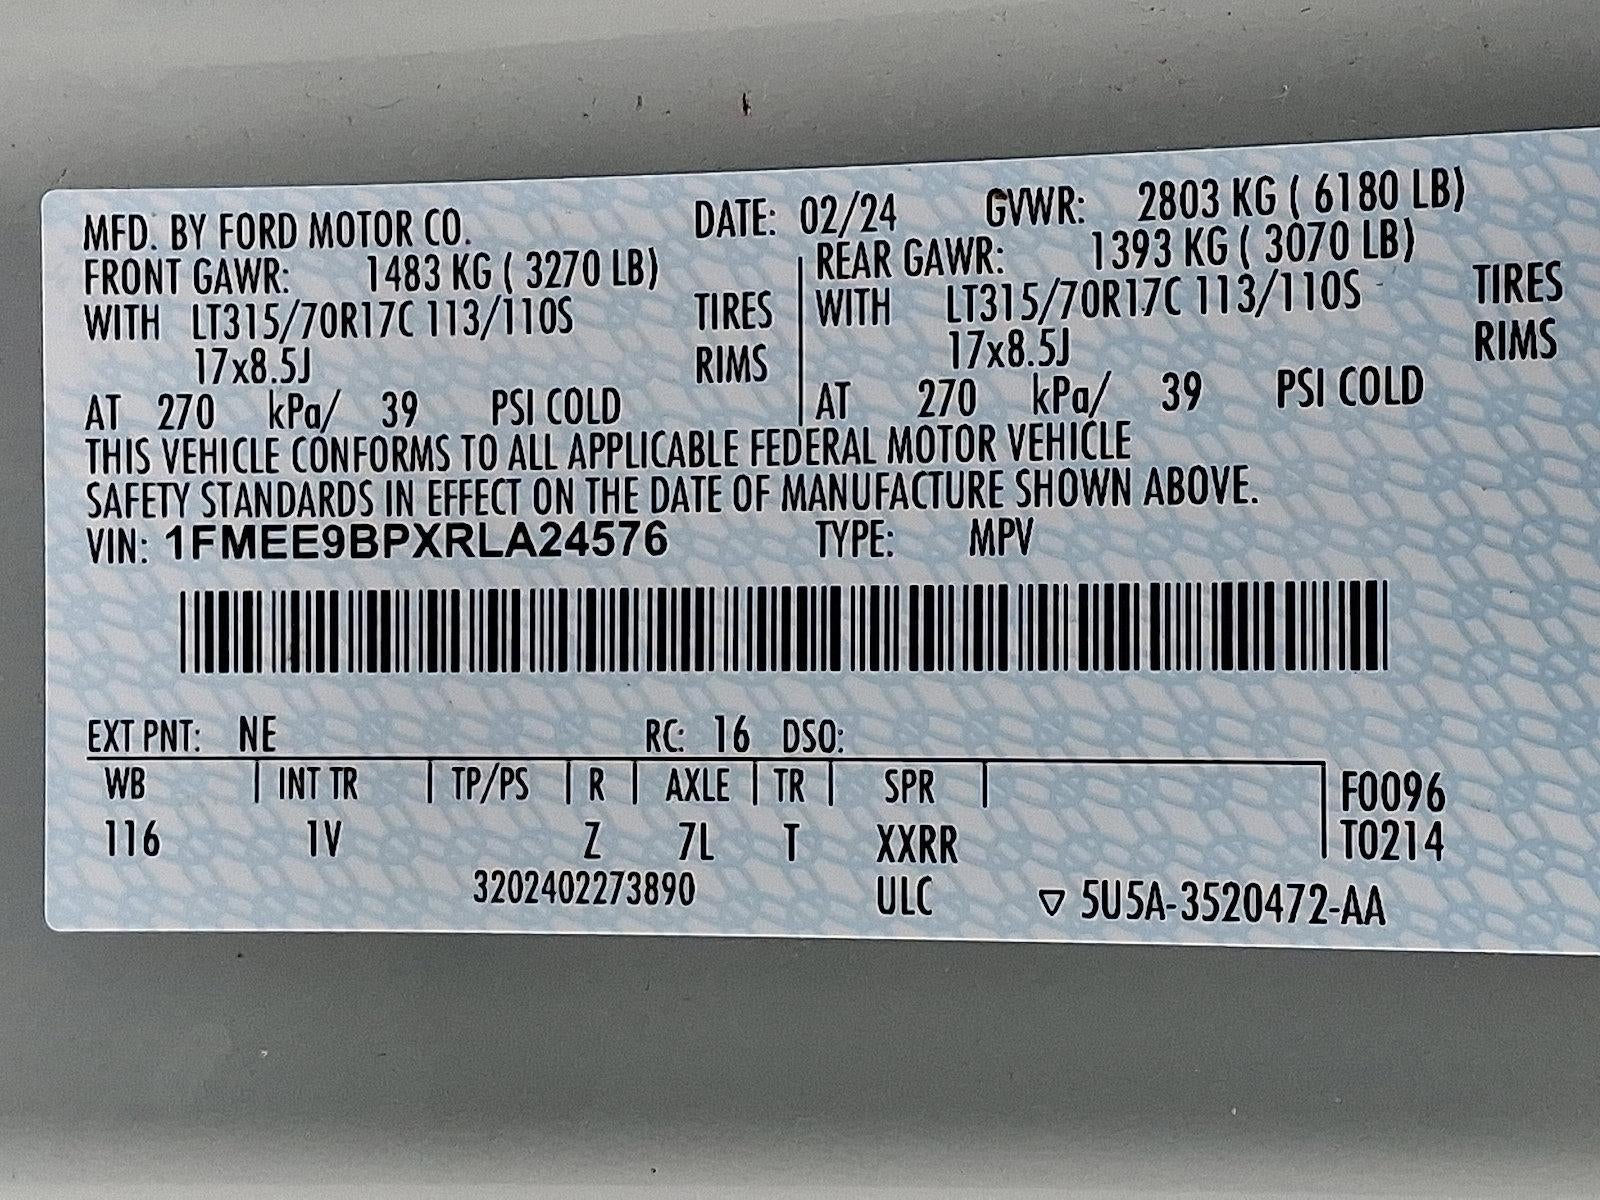 MFD. BY FORD MOTOR CO. DATE: 02/24 GVWR: 2803 KG ( 6180 LB)
FRONT GAWR: 1483 KG ( 3270 LB) REAR GAWR: 1393 KG ( 3070 LB)
WITH LT315/70R17C 113/110S TIRES WITH LT315/70R17C 113/110S TIRES
17x8.5J RIMS 17x8.5J RIMS
AT 270 kPa/ 39 PSI COLD AT 270 kPa/ 39 PSI COLD
THIS VEHICLE CONFORMS TO ALL APPLICABLE FEDERAL MOTOR VEHICLE
SAFETY STANDARDS IN EFFECT ON THE DATE OF MANUFACTURE SHOWN ABOVE.
VIN: 1FMEE9BPXRLA24576 TYPE: MPV
EXT PNT: NE RC: 16 DSO:
WB INT TR TP/PS R AXLE TR SPR F0096
116 1V Z 7L T XXRR T0214
3202402273890 ULC ▽ 5U5A-3520472-AA